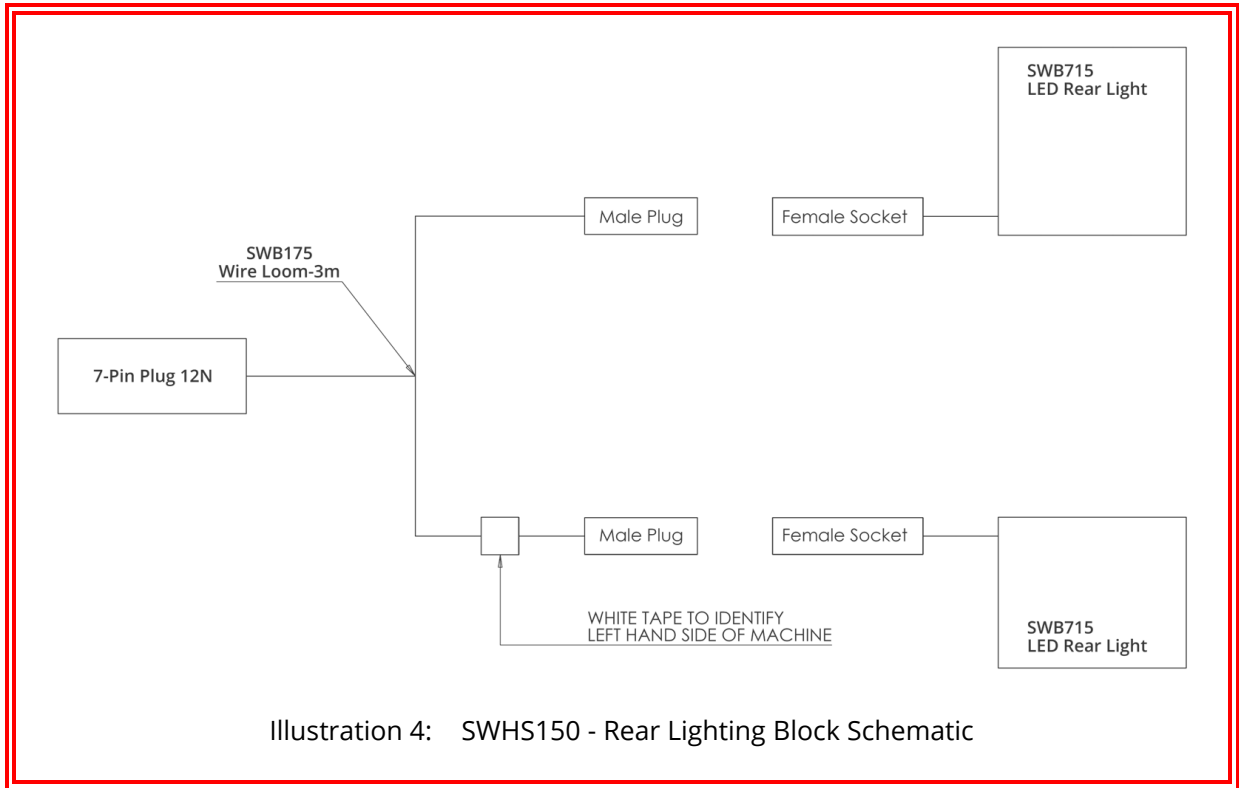 SWB715
LED Rear Light
Male Plug
Female Socket
SWB175
Wire Loom-3m
7-Pin Plug 12N
Male Plug
Female Socket
WHITE TAPE TO IDENTIFY
LEFT HAND SIDE OF MACHINE
SWB715
LED Rear Light
Illustration 4: SWHS150 - Rear Lighting Block Schematic